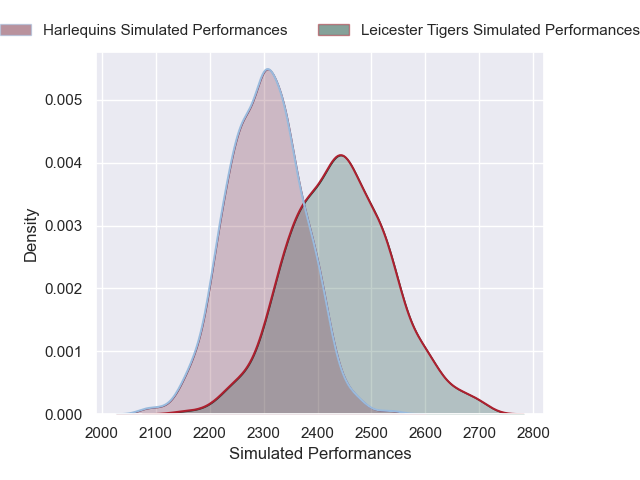 Harlequins Simulated Performances Leicester Tigers Simulated Performances
0.005
0.004
0.003
0.002
0.001
0.000
Density
2000 2100 2200 2300 2400 2500 2600 2700 2800
Simulated Performances